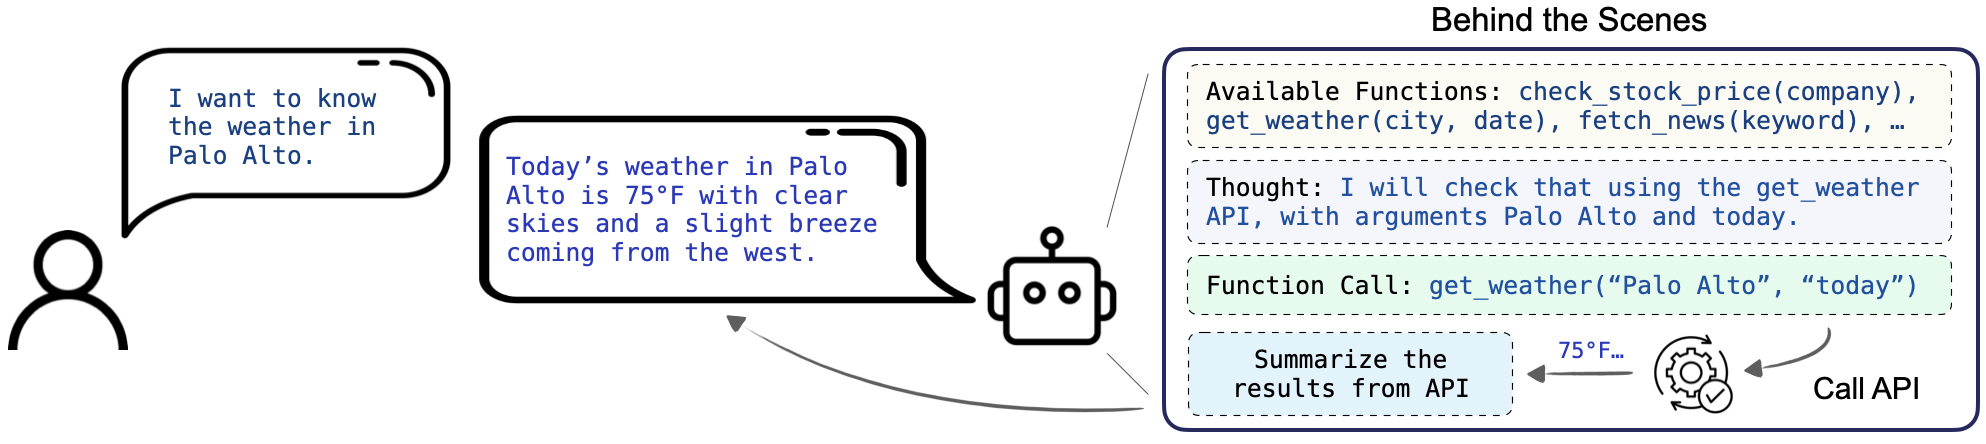 Behind the Scenes
I want to know
the weather in
Palo Alto.
Today’s weather in Palo
Alto is 75°F with clear
skies and a slight breeze
coming from the west.
Available Functions: check_stock_price(company),
get_weather(city, date), fetch_news(keyword), …
Thought: I will check that using the get_weather
API, with arguments Palo Alto and today.
Function Call: get_weather(“Palo Alto”, “today”)
Summarize the
results from API
75°F…
Call API